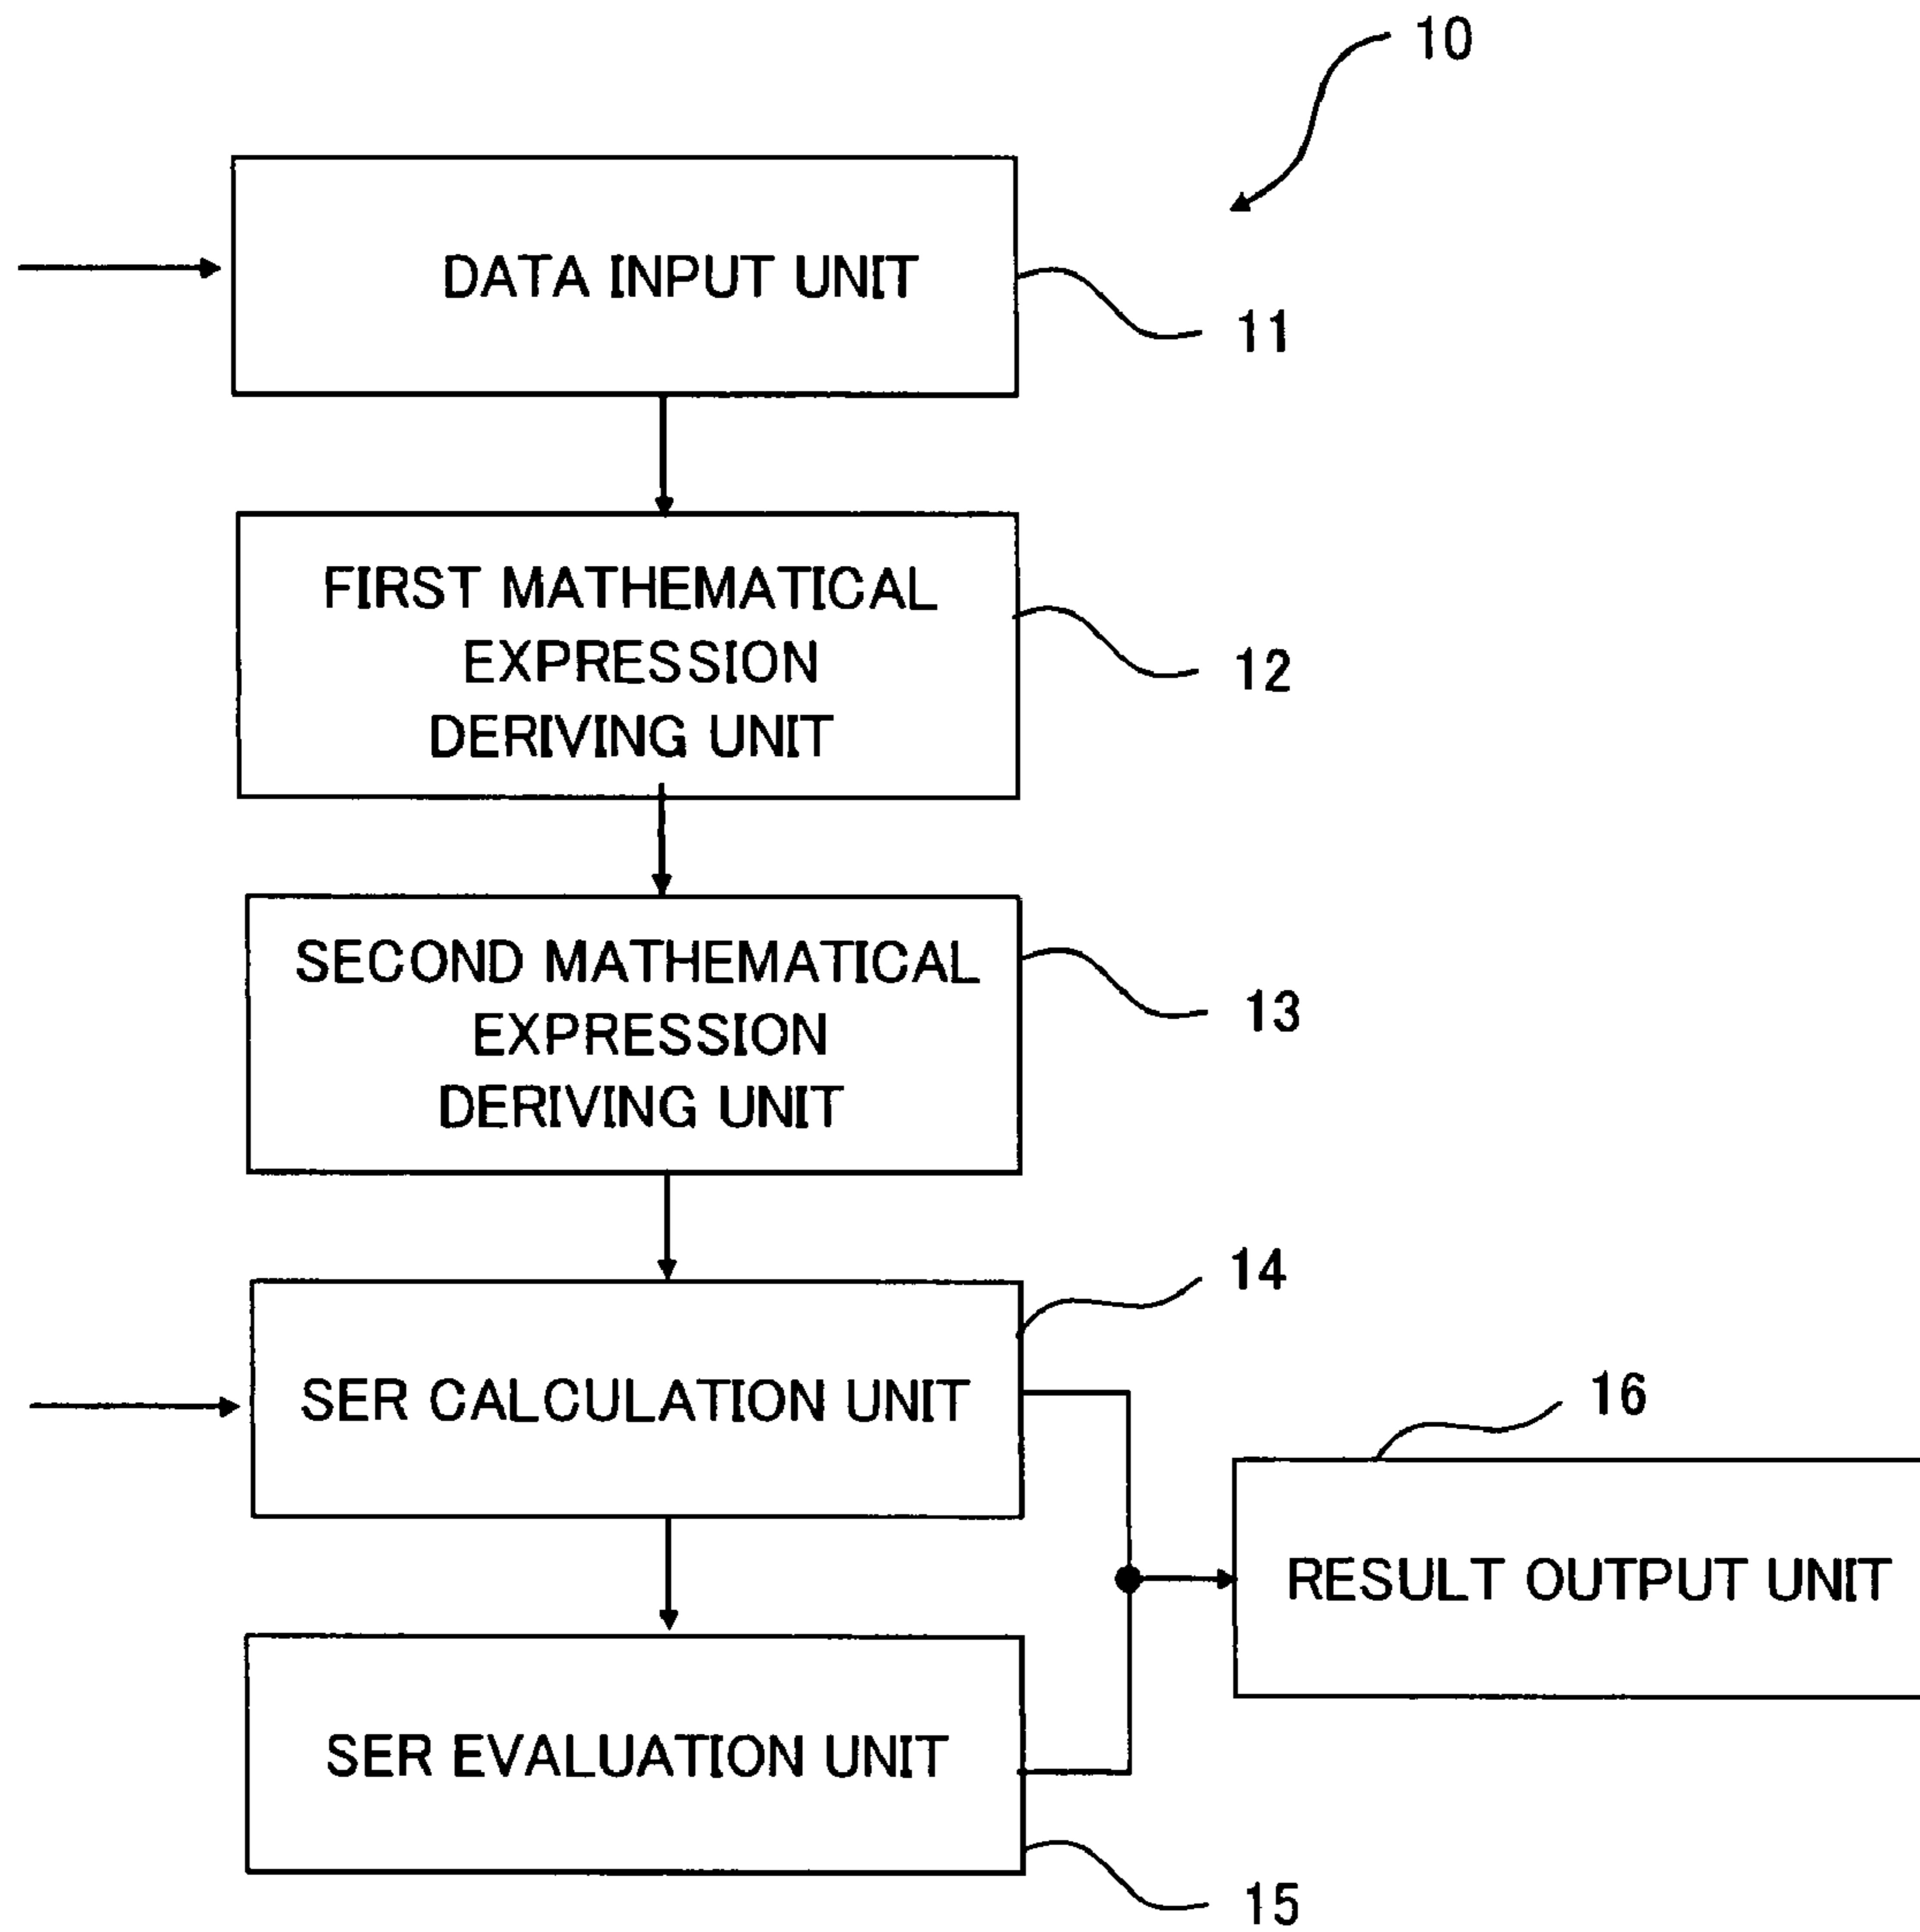 10
DATA INPUT UNIT
11
FIRST MATHEMATICAL
EXPRESSION
DERIVING UNIT
12
SECOND MATHEMATICAL
EXPRESSION
DERIVING UNIT
13
14
SER CALCULATION UNIT
16
RESULT OUTPUT UNIT
SER EVALUATION UNIT
15